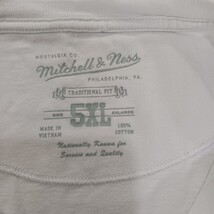 NOSTALGIA CO.
Mitchell & Ness
PHILADELPHIA, PA.
TRADITIONAL FIT
SIZE 5XL
MADE IN VIETNAM
100% COTTON
Nationally Known for
Service and Quality